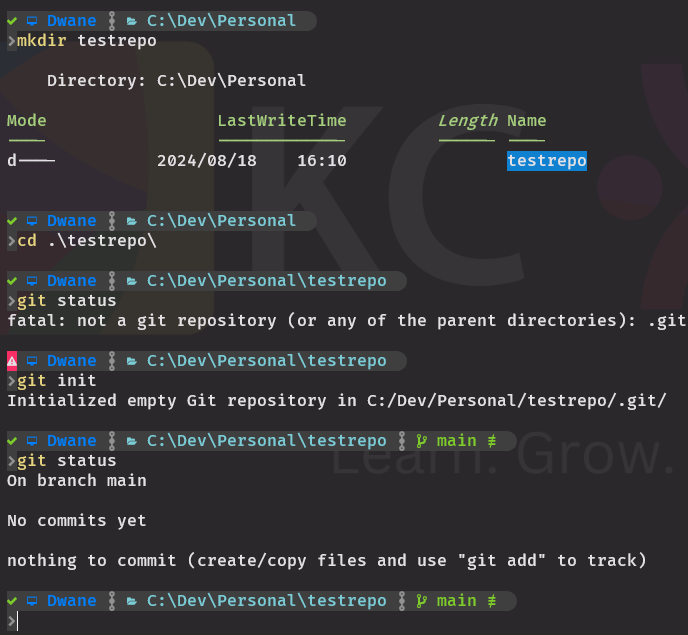 Dwane C:\Dev\Personal
>mkdir testrepo
Directory: C:\Dev\Personal
Mode LastWriteTime Length Name
d---- 2024/08/18 16:10 testrepo
Dwane C:\Dev\Personal
>cd .\testrepo\
Dwane C:\Dev\Personal\testrepo
>git status
fatal: not a git repository (or any of the parent directories): .git
Dwane C:\Dev\Personal\testrepo
>git init
Initialized empty Git repository in C:/Dev/Personal/testrepo/.git/
Dwane C:\Dev\Personal\testrepo main ≢
>git status
On branch main
No commits yet
nothing to commit (create/copy files and use "git add" to track)
Dwane C:\Dev\Personal\testrepo main ≢
>
KC
Learn. Grow.